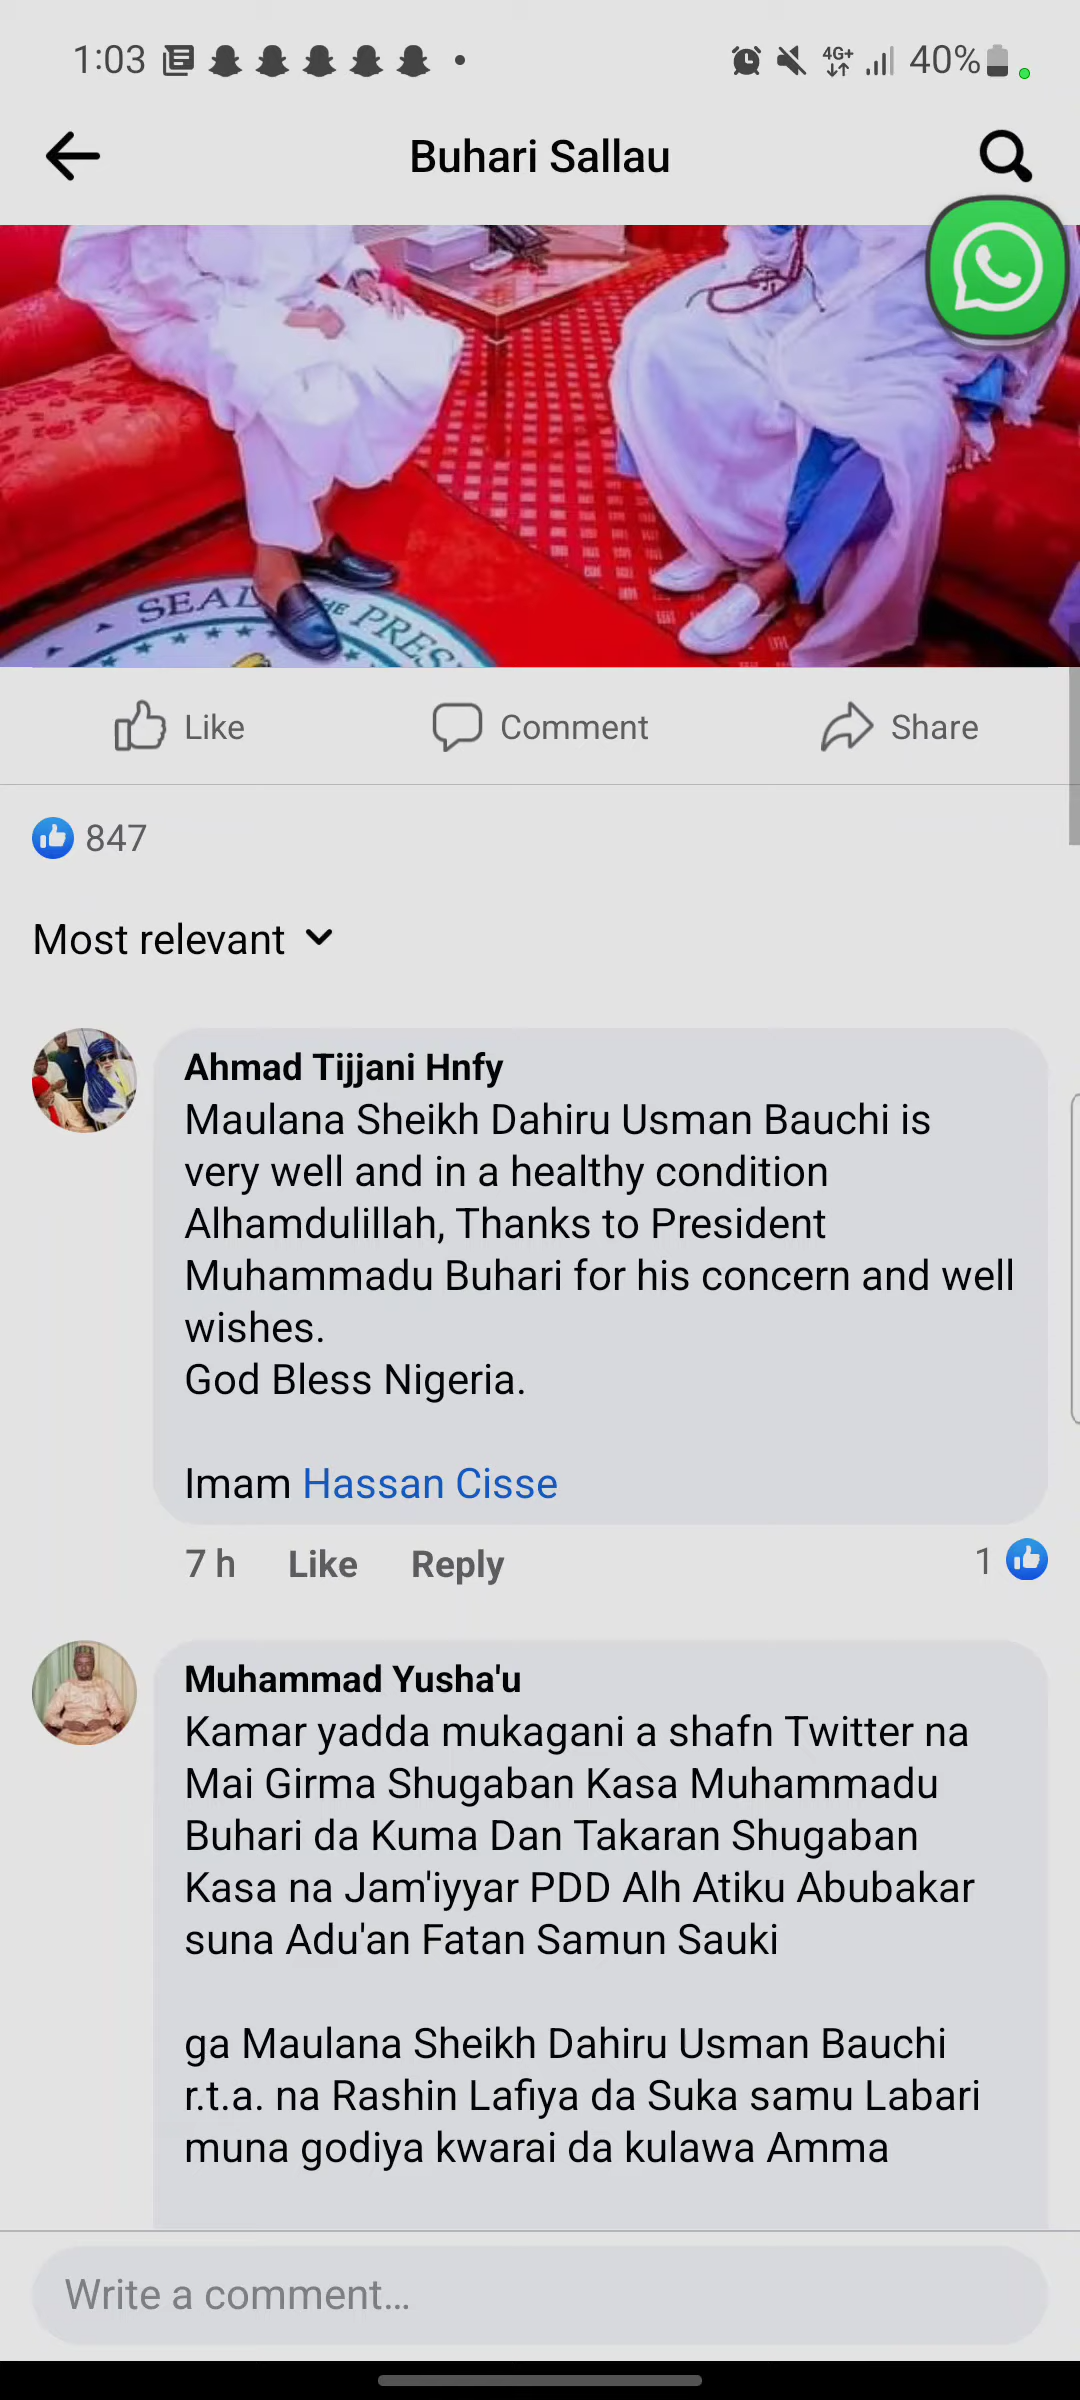 1:03
4G+
40%
Buhari Sallau
SEAL THE PRES
Like
Comment
Share
847
Most relevant
Ahmad Tijjani Hnfy
Maulana Sheikh Dahiru Usman Bauchi is
very well and in a healthy condition
Alhamdulillah, Thanks to President
Muhammadu Buhari for his concern and well
wishes.
God Bless Nigeria.
Imam Hassan Cisse
7 h
Like
Reply
1
Muhammad Yusha'u
Kamar yadda mukagani a shafn Twitter na
Mai Girma Shugaban Kasa Muhammadu
Buhari da Kuma Dan Takaran Shugaban
Kasa na Jam'iyyar PDD Alh Atiku Abubakar
suna Adu'an Fatan Samun Sauki
ga Maulana Sheikh Dahiru Usman Bauchi
r.t.a. na Rashin Lafiya da Suka samu Labari
muna godiya kwarai da kulawa Amma
Write a comment...